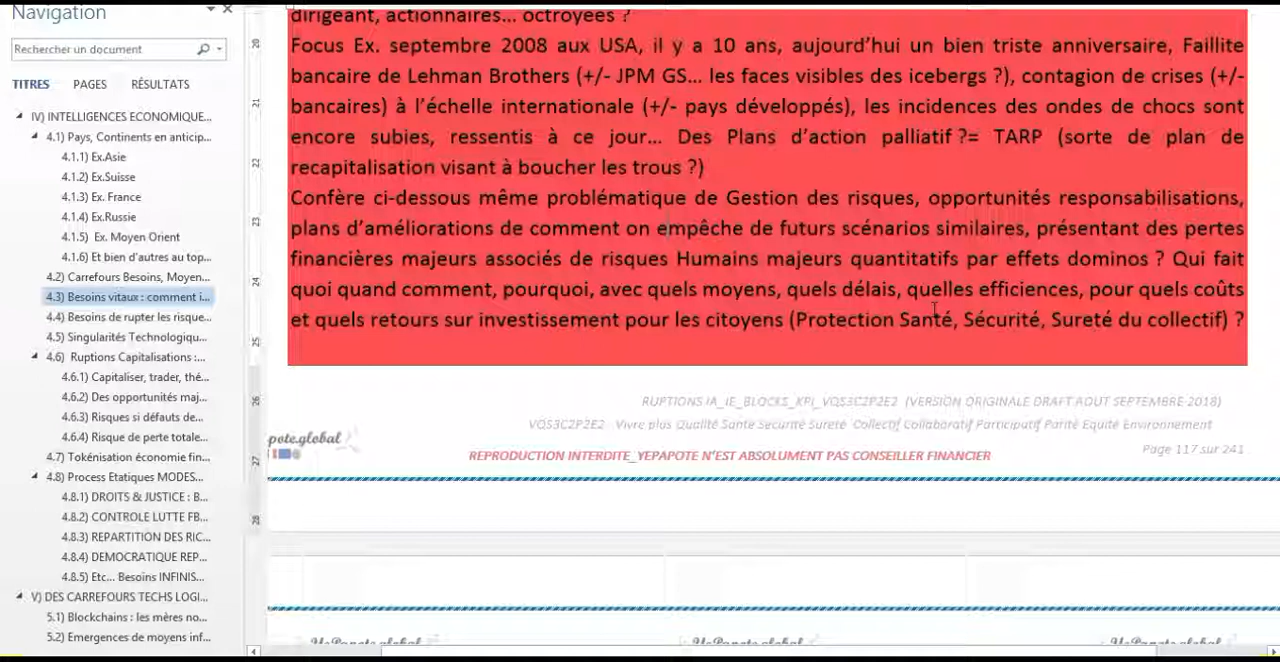 Navigation
Rechercher un document
TITRES PAGES RÉSULTATS
IV) INTELLIGENCES ECONOMIQUE...
4.1) Pays, Continents en anticip...
4.1.1) Ex.Asie
4.1.2) Ex.Suisse
4.1.3) Ex. France
4.1.4) Ex.Russie
4.1.5) Ex. Moyen Orient
4.1.6) Et bien d'autres au top...
4.2) Carrefours Besoins, Moyen...
4.3) Besoins vitaux : comment i...
4.4) Besoins de rupter les risque...
4.5) Singularités Technologiqu...
4.6) Ruptions Capitalisations :...
4.6.1) Capitaliser, trader, thé...
4.6.2) Des opportunités maj...
4.6.3) Risques si défauts de...
4.6.4) Risque de perte totale...
4.7) Tokénisation économie fin...
4.8) Process Etatiques MODES...
4.8.1) DROITS & JUSTICE : B...
4.8.2) CONTROLE LUTTE FB...
4.8.3) REPARTITION DES RIC...
4.8.4) DEMOCRATIQUE REP...
4.8.5) Etc... Besoins INFINIS...
V) DES CARREFOURS TECHS LOGI...
5.1) Blockchains : les mères no...
5.2) Emergences de moyens inf...
20
21
22
23
24
25
26
27
28
dirigeant, actionnaires... octroyées ?
Focus Ex. septembre 2008 aux USA, il y a 10 ans, aujourd'hui un bien triste anniversaire, Faillite
bancaire de Lehman Brothers (+/- JPM GS... les faces visibles des icebergs ?), contagion de crises (+/-
bancaires) à l'échelle internationale (+/- pays développés), les incidences des ondes de chocs sont
encore subies, ressentis à ce jour... Des Plans d'action palliatif ?= TARP (sorte de plan de
recapitalisation visant à boucher les trous ?)
Confère ci-dessous même problématique de Gestion des risques, opportunités responsabilisations,
plans d'améliorations de comment on empêche de futurs scénarios similaires, présentant des pertes
financières majeurs associés de risques Humains majeurs quantitatifs par effets dominos ? Qui fait
quoi quand comment, pourquoi, avec quels moyens, quels délais, quelles efficiences, pour quels coûts
et quels retours sur investissement pour les citoyens (Protection Santé, Sécurité, Sureté du collectif) ?
RUPTIONS IA_IE_BLOCKS_KPI_VQS3C2P2E2 (VERSION ORIGINALE DRAFT AOUT SEPTEMBRE 2018)
VQS3C2P2E2 : Vivre plus Qualité Santé Sécurité Sureté Collectif Collaboratif Participatif Parité Equité Environnement
pote.global
REPRODUCTION INTERDITE_YEPAPOTE N'EST ABSOLUMENT PAS CONSEILLER FINANCIER
Page 117 sur 241